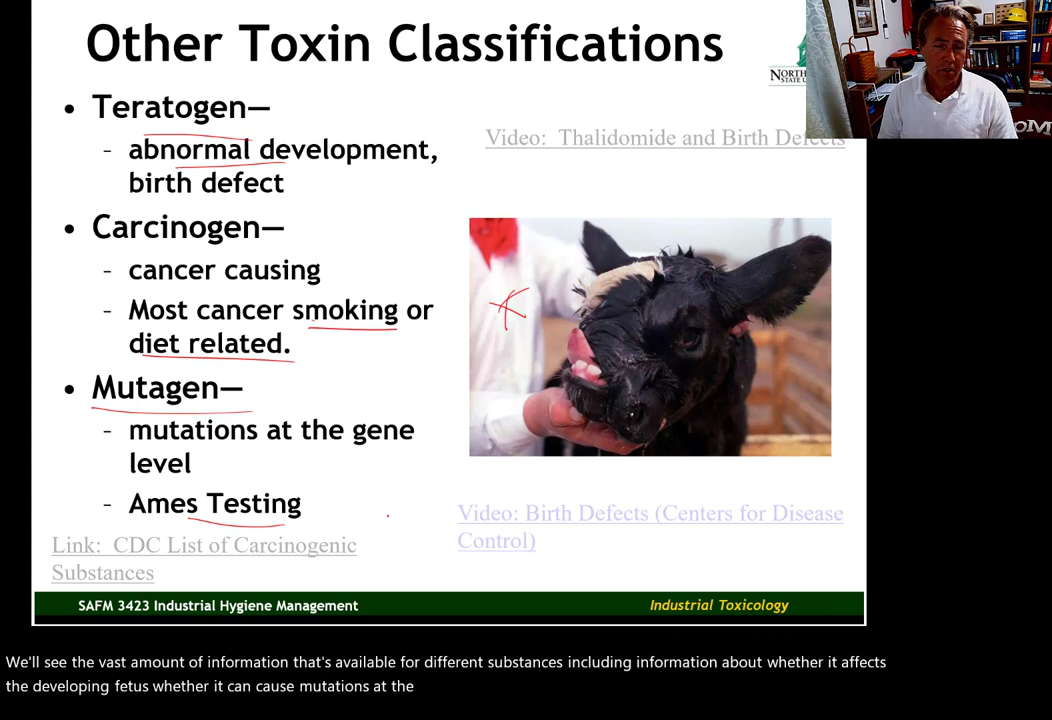 Other Toxin Classifications
NORTH
STATE U
• Teratogen—
- abnormal development,
birth defect
Video: Thalidomide and Birth Defects
• Carcinogen—
- cancer causing
- Most cancer smoking or
diet related.
• Mutagen—
- mutations at the gene
level
- Ames Testing
Link: CDC List of Carcinogenic
Substances
Video: Birth Defects (Centers for Disease
Control)
SAFM 3423 Industrial Hygiene Management
Industrial Toxicology
We'll see the vast amount of information that's available for different substances including information about whether it affects
the developing fetus whether it can cause mutations at the